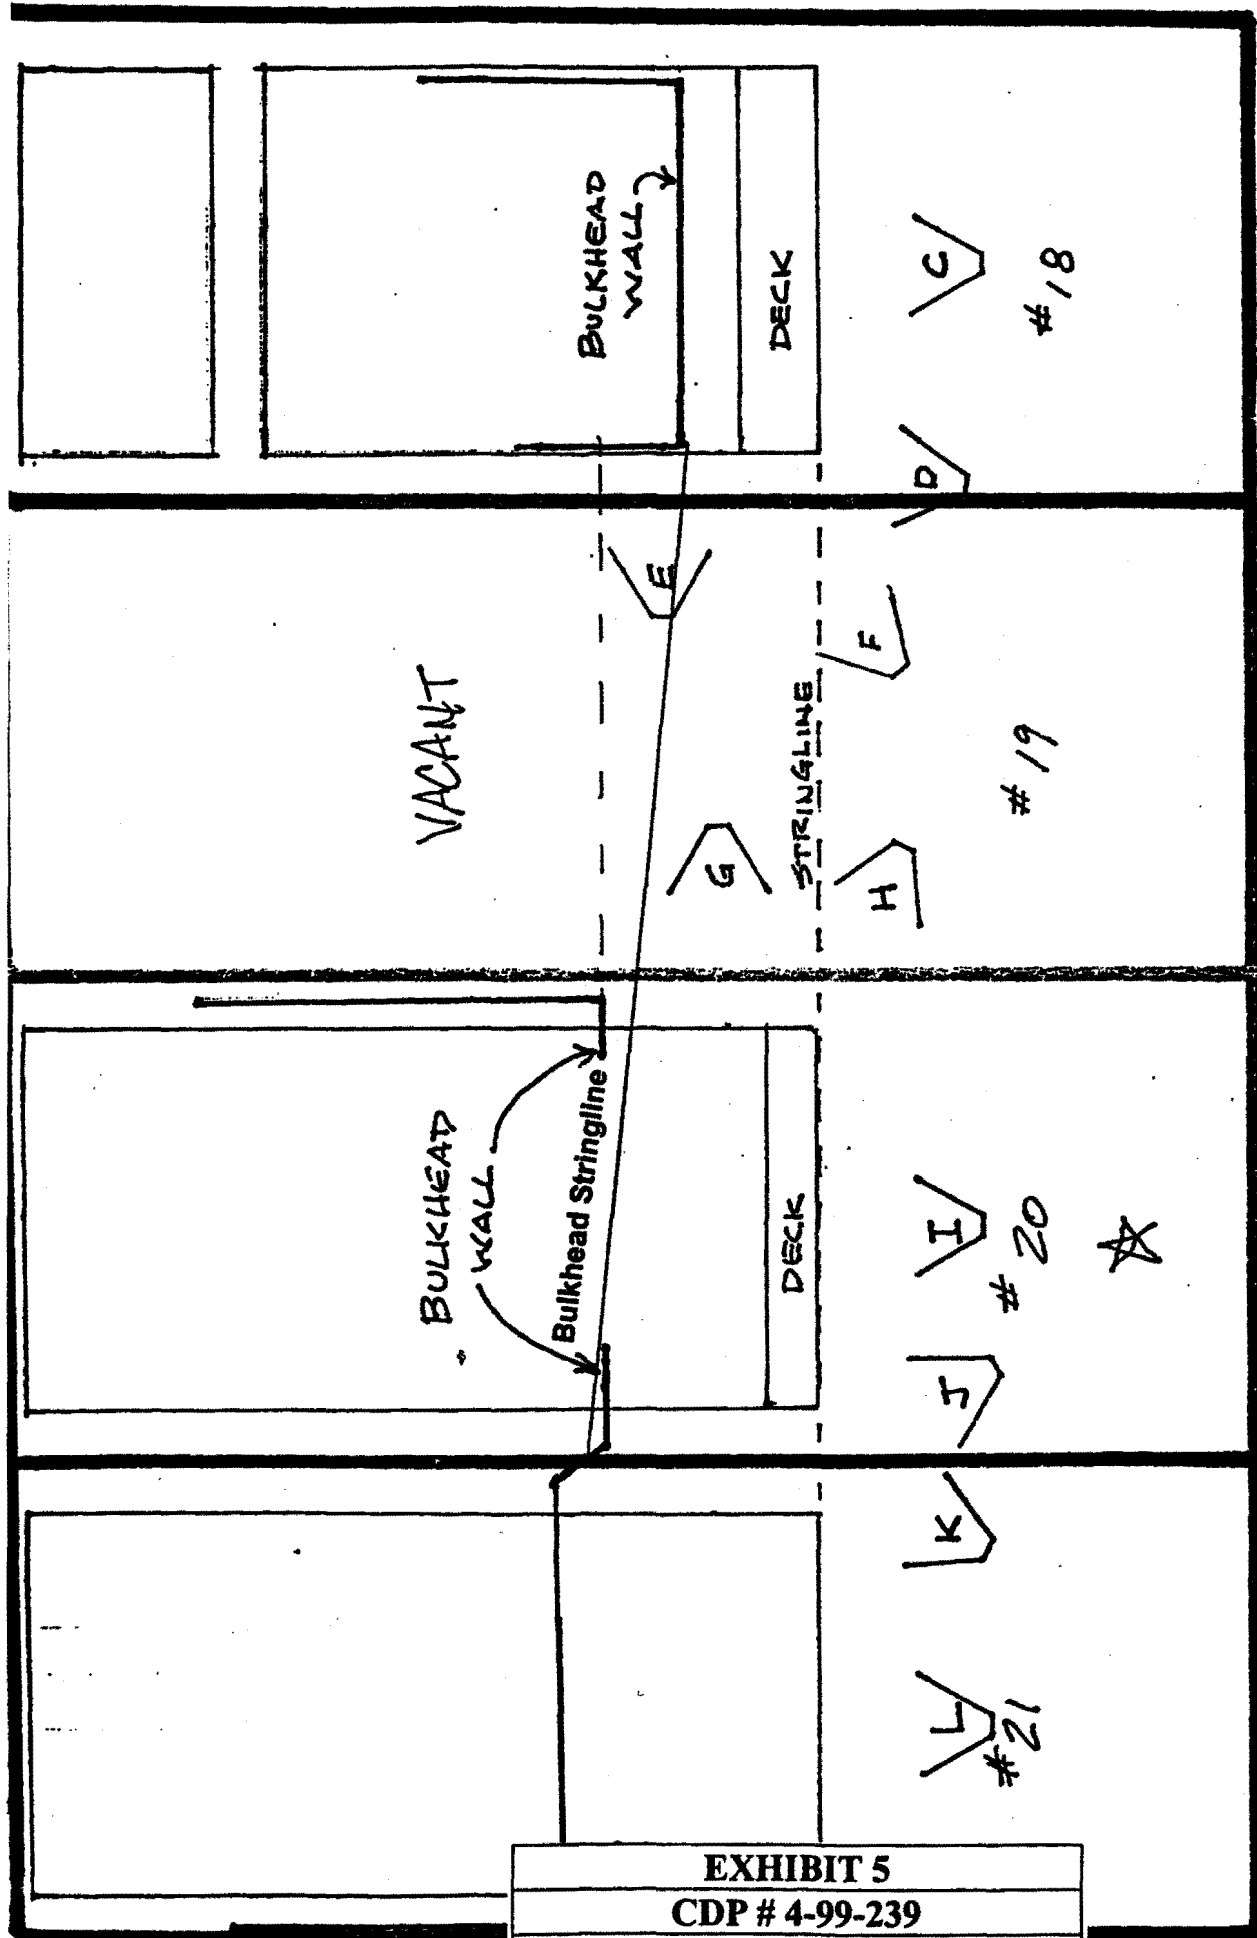 BULKHEAD
WALL
DECK
C
# 18
D
E
F
VACANT
STRINGLINE
G
H
# 19
BULKHEAD
WALL
Bulkhead Stringline
DECK
I
# 20
J
K
L
#21
EXHIBIT 5
CDP # 4-99-239